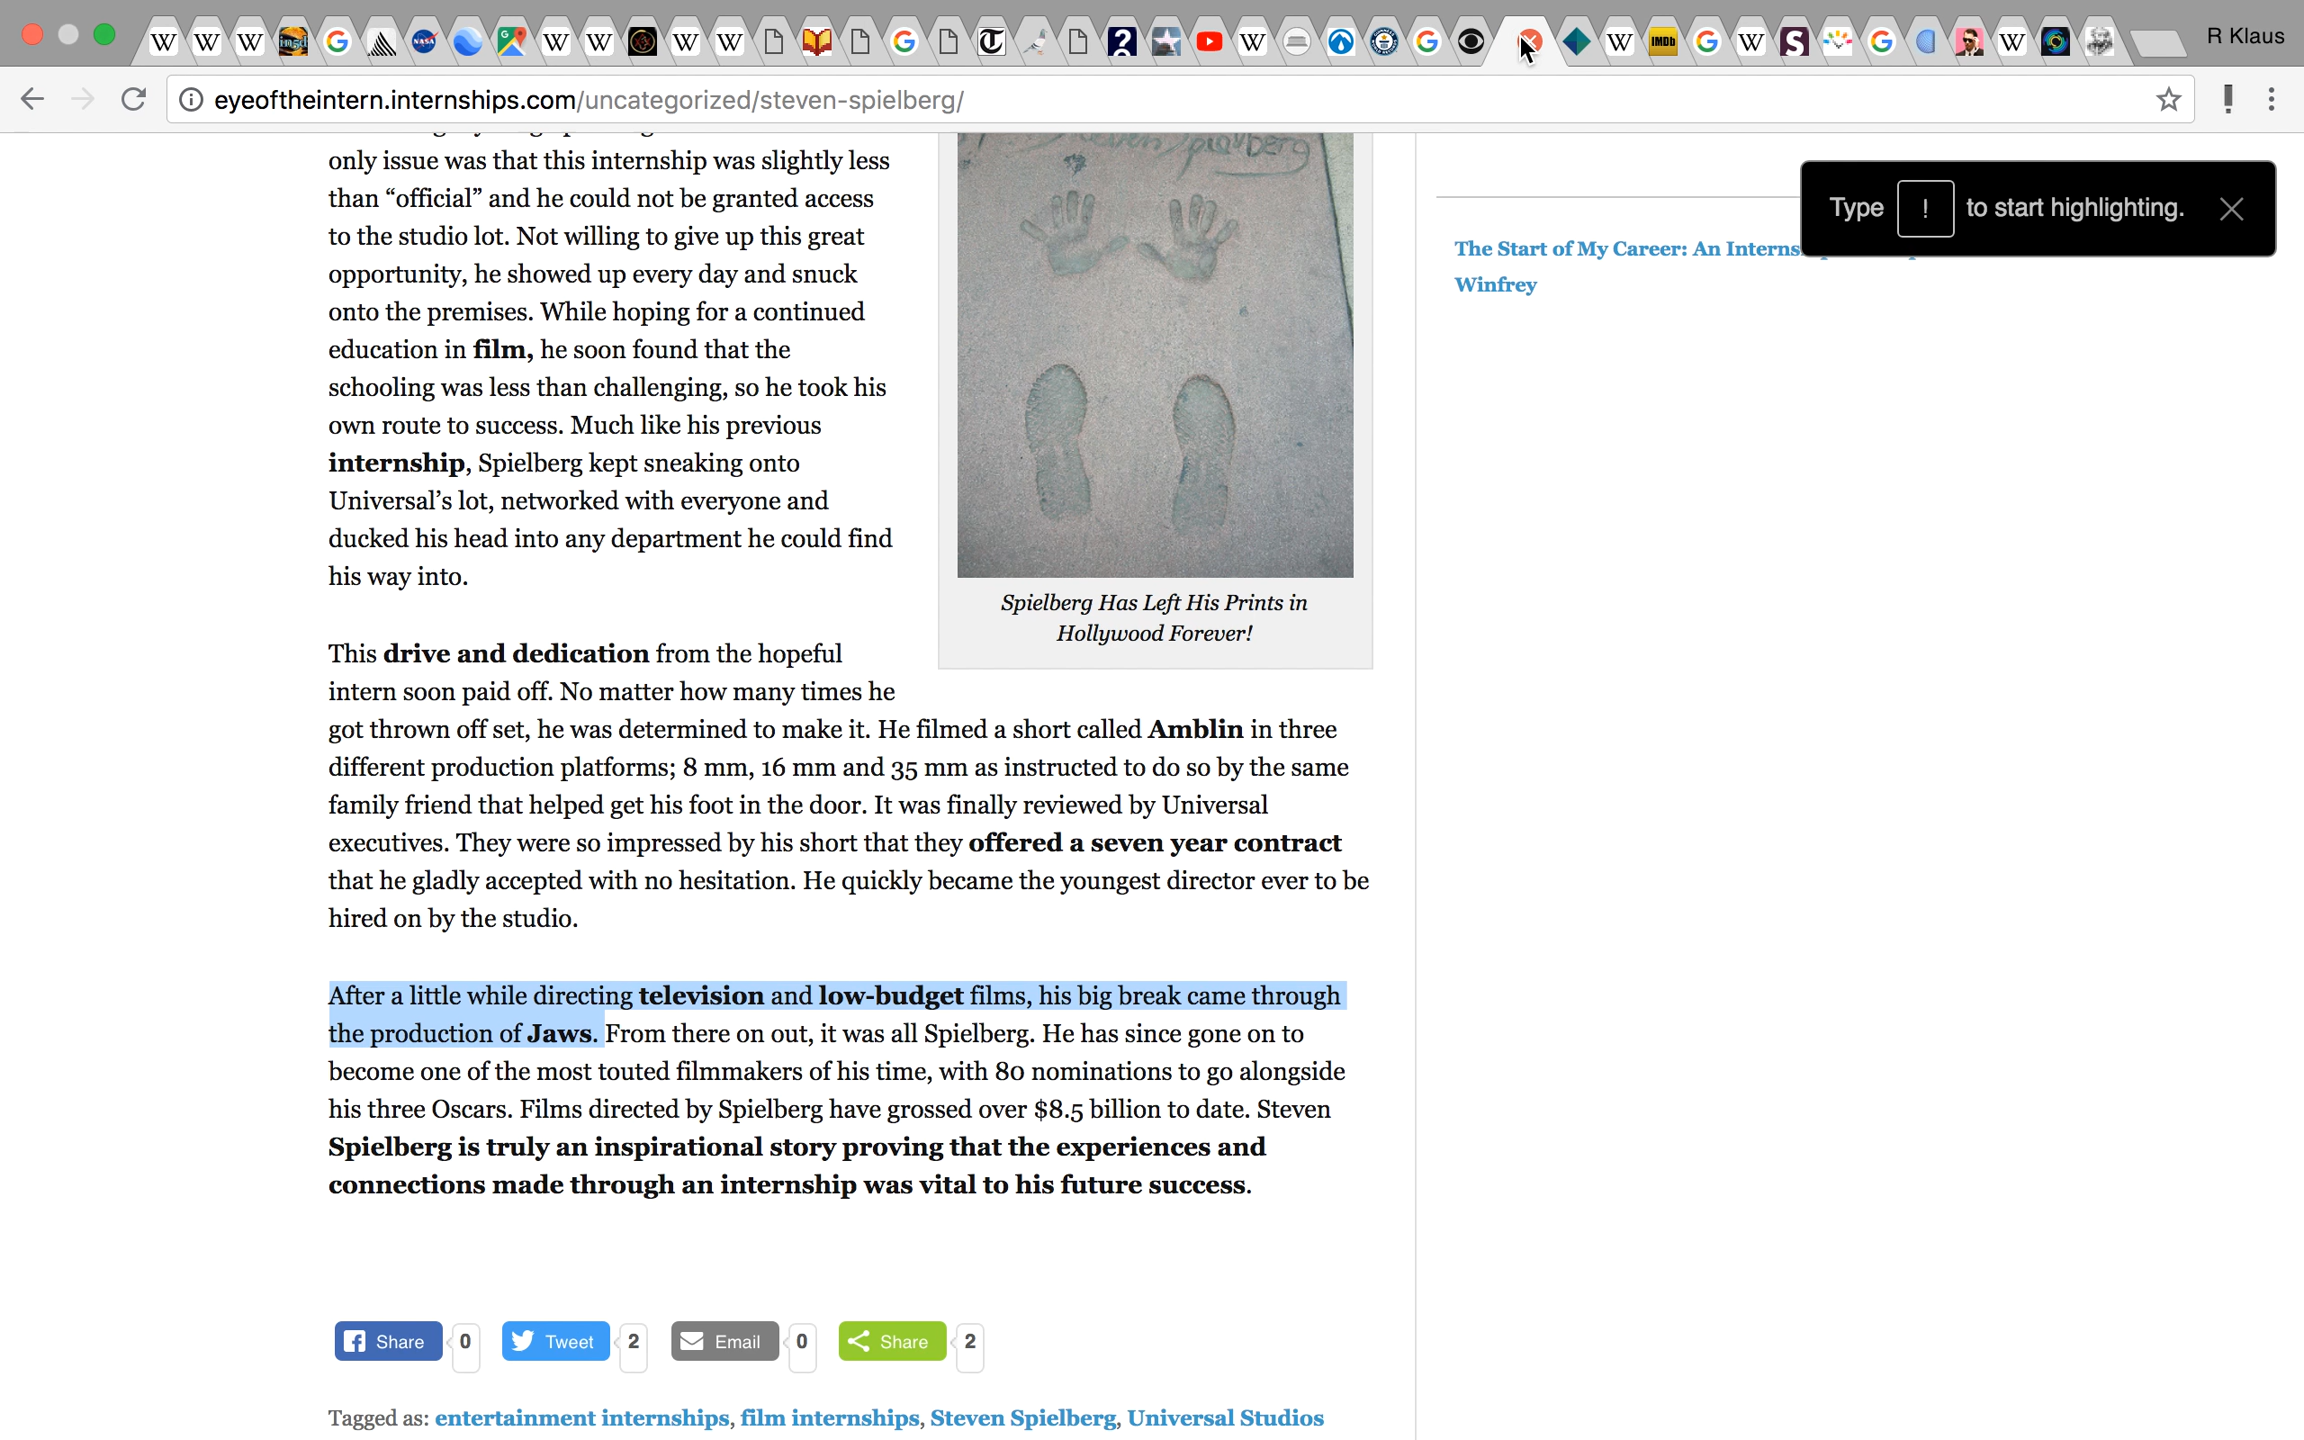 R Klaus
eyeoftheintern.internships.com/uncategorized/steven-spielberg/
only issue was that this internship was slightly less
than “official” and he could not be granted access
to the studio lot. Not willing to give up this great
opportunity, he showed up every day and snuck
onto the premises. While hoping for a continued
education in film, he soon found that the
schooling was less than challenging, so he took his
own route to success. Much like his previous
internship, Spielberg kept sneaking onto
Universal’s lot, networked with everyone and
ducked his head into any department he could find
his way into.
Steven Spielberg
Spielberg Has Left His Prints in
Hollywood Forever!
This drive and dedication from the hopeful
intern soon paid off. No matter how many times he
got thrown off set, he was determined to make it. He filmed a short called Amblin in three
different production platforms; 8 mm, 16 mm and 35 mm as instructed to do so by the same
family friend that helped get his foot in the door. It was finally reviewed by Universal
executives. They were so impressed by his short that they offered a seven year contract
that he gladly accepted with no hesitation. He quickly became the youngest director ever to be
hired on by the studio.
After a little while directing television and low-budget films, his big break came through
the production of Jaws. From there on out, it was all Spielberg. He has since gone on to
become one of the most touted filmmakers of his time, with 80 nominations to go alongside
his three Oscars. Films directed by Spielberg have grossed over $8.5 billion to date. Steven
Spielberg is truly an inspirational story proving that the experiences and
connections made through an internship was vital to his future success.
Share 0 Tweet 2 Email 0 Share 2
Tagged as: entertainment internships, film internships, Steven Spielberg, Universal Studios
Type ! to start highlighting.
The Start of My Career: An
Winfrey